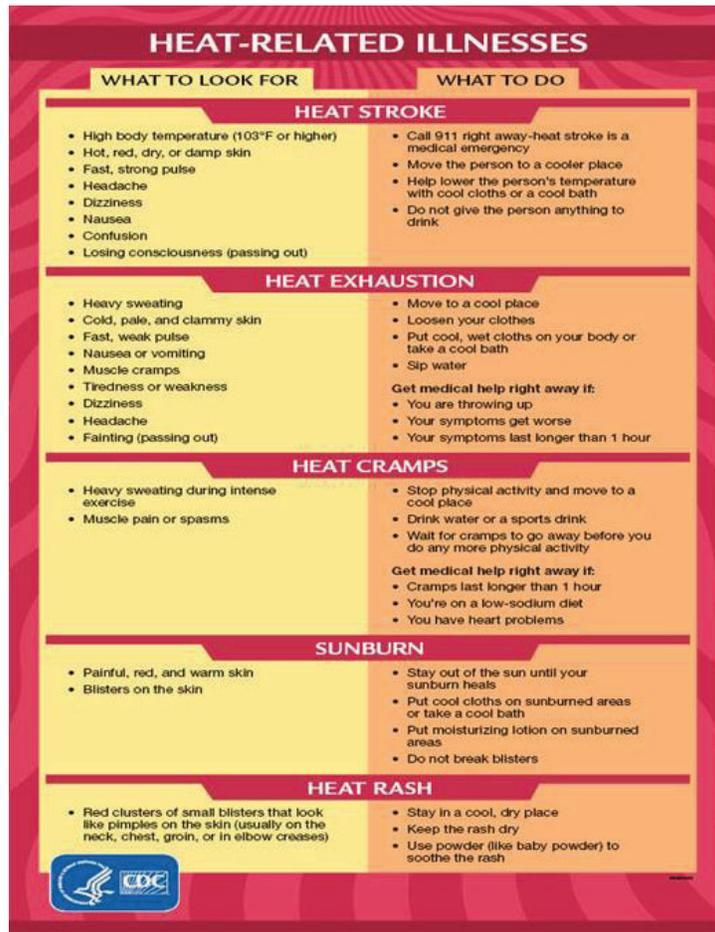 HEAT-RELATED ILLNESSES
WHAT TO LOOK FOR
WHAT TO DO
HEAT STROKE
• High body temperature (103°F or higher)
• Hot, red, dry, or damp skin
• Fast, strong pulse
• Headache
• Dizziness
• Nausea
• Confusion
• Losing consciousness (passing out)
• Call 911 right away-heat stroke is a
medical emergency
• Move the person to a cooler place
• Help lower the person's temperature
with cool cloths or a cool bath
• Do not give the person anything to
drink
HEAT EXHAUSTION
• Heavy sweating
• Cold, pale, and clammy skin
• Fast, weak pulse
• Nausea or vomiting
• Muscle cramps
• Tiredness or weakness
• Dizziness
• Headache
• Fainting (passing out)
• Move to a cool place
• Loosen your clothes
• Put cool, wet cloths on your body or
take a cool bath
• Sip water
Get medical help right away if:
• You are throwing up
• Your symptoms get worse
• Your symptoms last longer than 1 hour
HEAT CRAMPS
• Heavy sweating during intense
exercise
• Muscle pain or spasms
• Stop physical activity and move to a
cool place
• Drink water or a sports drink
• Wait for cramps to go away before you
do any more physical activity
Get medical help right away if:
• Cramps last longer than 1 hour
• You're on a low-sodium diet
• You have heart problems
SUNBURN
• Painful, red, and warm skin
• Blisters on the skin
• Stay out of the sun until your
sunburn heals
• Put cool cloths on sunburned areas
or take a cool bath
• Put moisturizing lotion on sunburned
areas
• Do not break blisters
HEAT RASH
• Red clusters of small blisters that look
like pimples on the skin (usually on the
neck, chest, groin, or in elbow creases)
• Stay in a cool, dry place
• Keep the rash dry
• Use powder (like baby powder) to
soothe the rash
CDC